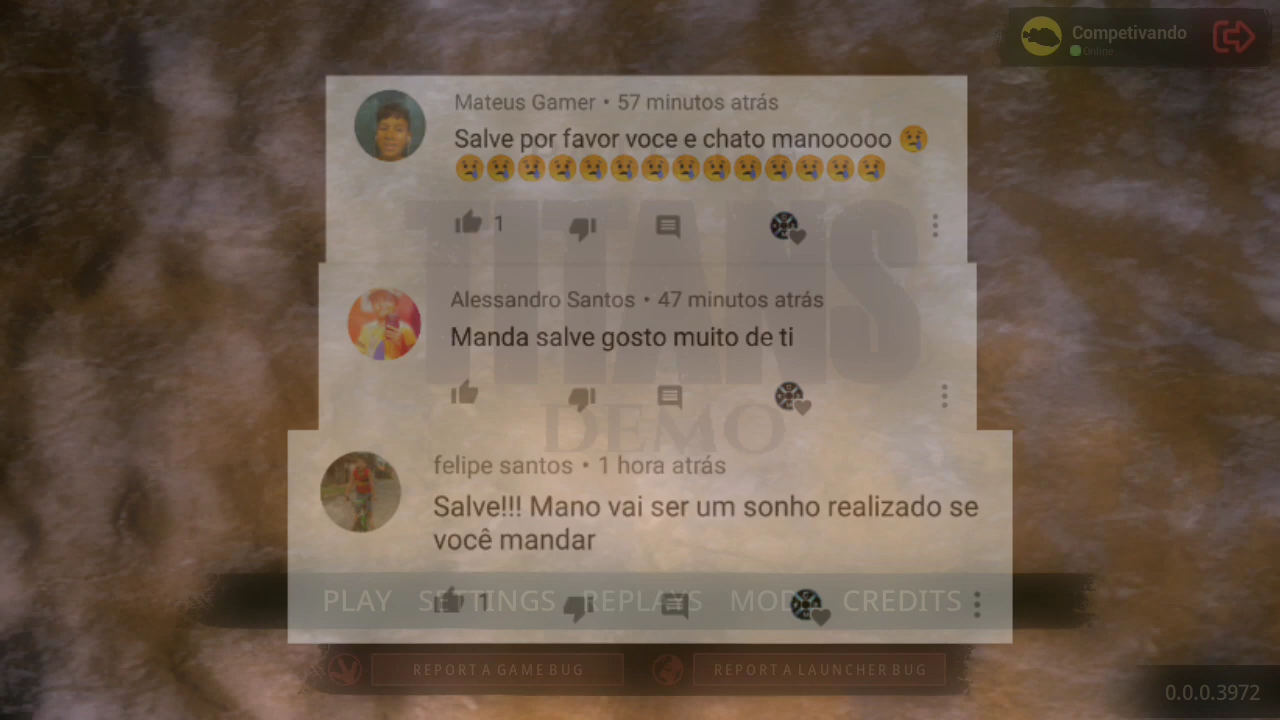 Competivando
Online
Mateus Gamer • 57 minutos atrás
Salve por favor voce e chato manooooo 😢
😢😢😢😢😢😢😢😢😢😢😢😢😢😢
1
TITANS
Alessandro Santos • 47 minutos atrás
Manda salve gosto muito de ti
DEMO
felipe santos • 1 hora atrás
Salve!!! Mano vai ser um sonho realizado se
você mandar
1
PLAY SETTINGS REPLAYS MODS CREDITS
REPORT A GAME BUG REPORT A LAUNCHER BUG
0.0.0.3972